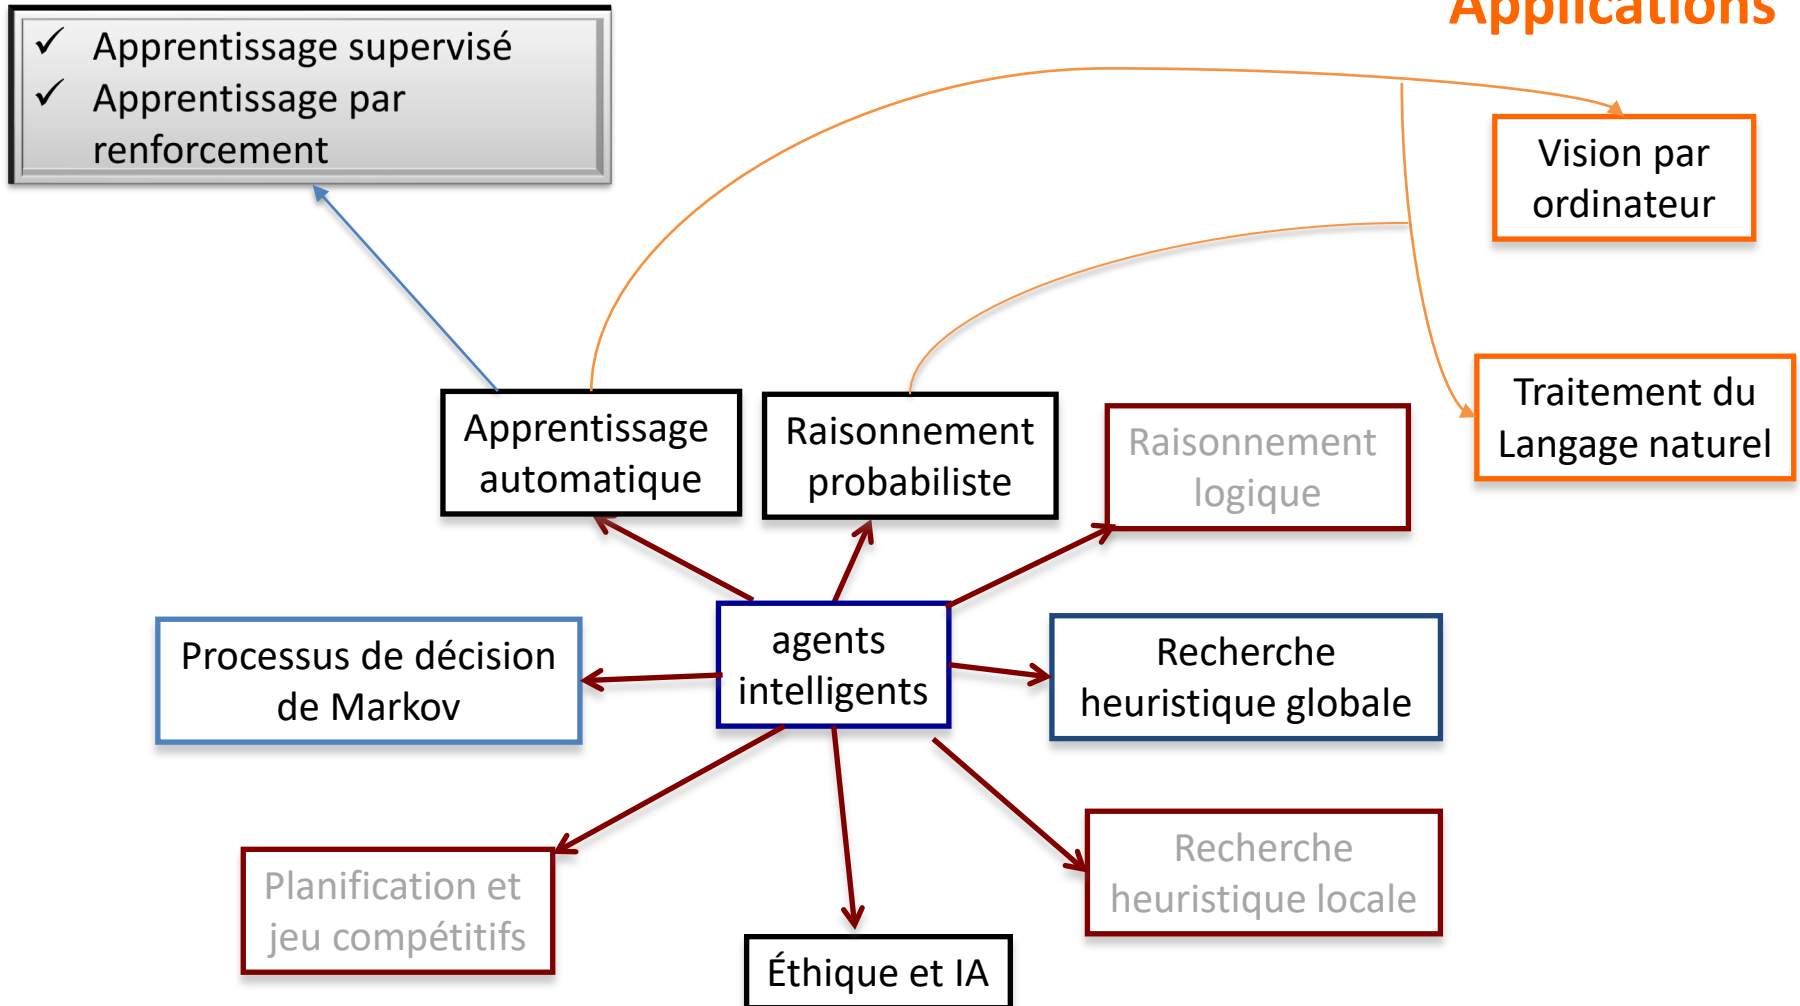 Applications
✓ Apprentissage supervisé
✓ Apprentissage par
renforcement
Vision par
ordinateur
Traitement du
Langage naturel
Apprentissage
automatique
Raisonnement
probabiliste
Raisonnement
logique
Processus de décision
de Markov
agents
intelligents
Recherche
heuristique globale
Planification et
jeu compétitifs
Recherche
heuristique locale
Éthique et IA